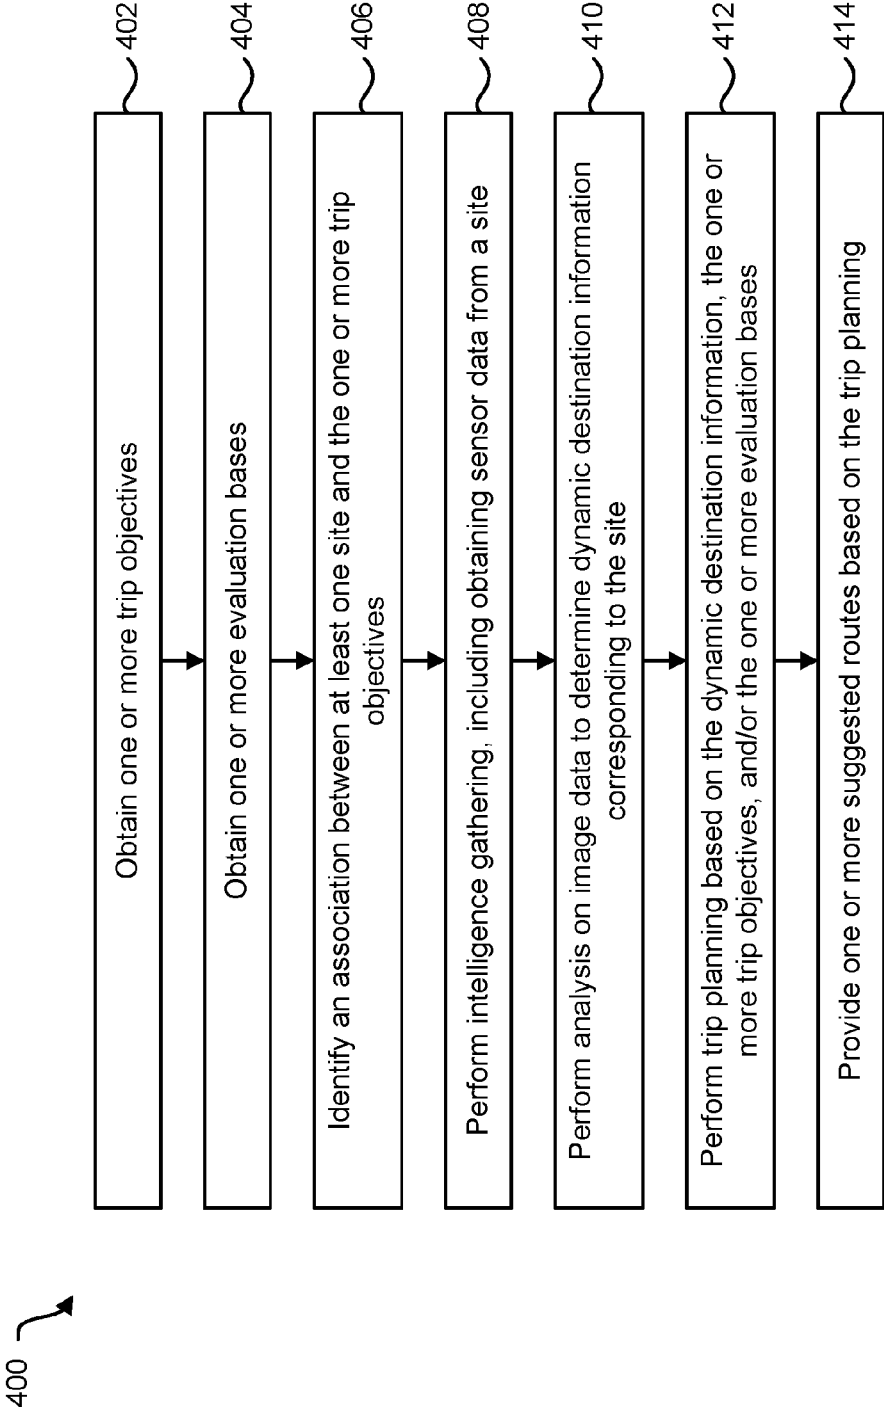 400
Obtain one or more trip objectives
402
Obtain one or more evaluation bases
404
Identify an association between at least one site and the one or more trip
objectives
406
Perform intelligence gathering, including obtaining sensor data from a site
408
Perform analysis on image data to determine dynamic destination information
corresponding to the site
410
Perform trip planning based on the dynamic destination information, the one or
more trip objectives, and/or the one or more evaluation bases
412
Provide one or more suggested routes based on the trip planning
414